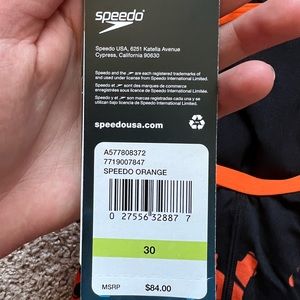 speedo
Speedo USA, 6251 Katella Avenue
Cypress, California 90630
Speedo and the are each registered trademarks of
and used under license from Speedo International Limited.
Speedo et sont des marques de commerce
enregistrées sous licence de Speedo International Limited.
Speedo y el son marcas registradas cada uno y se
utilizan bajo licencia de Speedo International Limited.
speedousa.com
A577808372
7719007847
SPEEDO ORANGE
0 27556 32887 7
30
MSRP $84.00